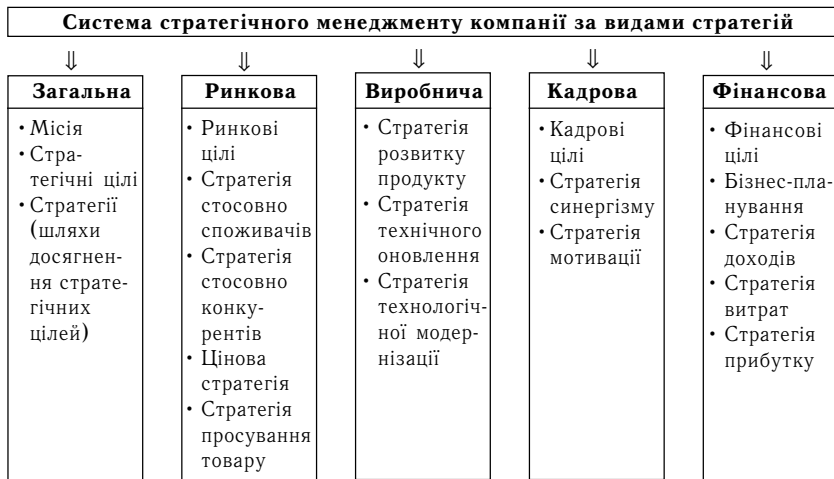 Система стратегічного менеджменту компанії за видами стратегій
⇓ ⇓ ⇓ ⇓ ⇓
Загальна
• Місія
• Стра-
тегічні цілі
• Стратегії
(шляхи
досягнен-
ня страте-
гічних
цілей)
Ринкова
• Ринкові
цілі
• Стратегія
стосовно
споживачів
• Стратегія
стосовно
конку-
рентів
• Цінова
стратегія
• Стратегія
просування
товару
Виробнича
• Стратегія
розвитку
продукту
• Стратегія
технічного
оновлення
• Стратегія
технологіч-
ної модер-
нізації
Кадрова
• Кадрові
цілі
• Стратегія
синергізму
• Стратегія
мотивації
Фінансова
• Фінансові
цілі
• Бізнес-пла-
нування
• Стратегія
доходів
• Стратегія
витрат
• Стратегія
прибутку